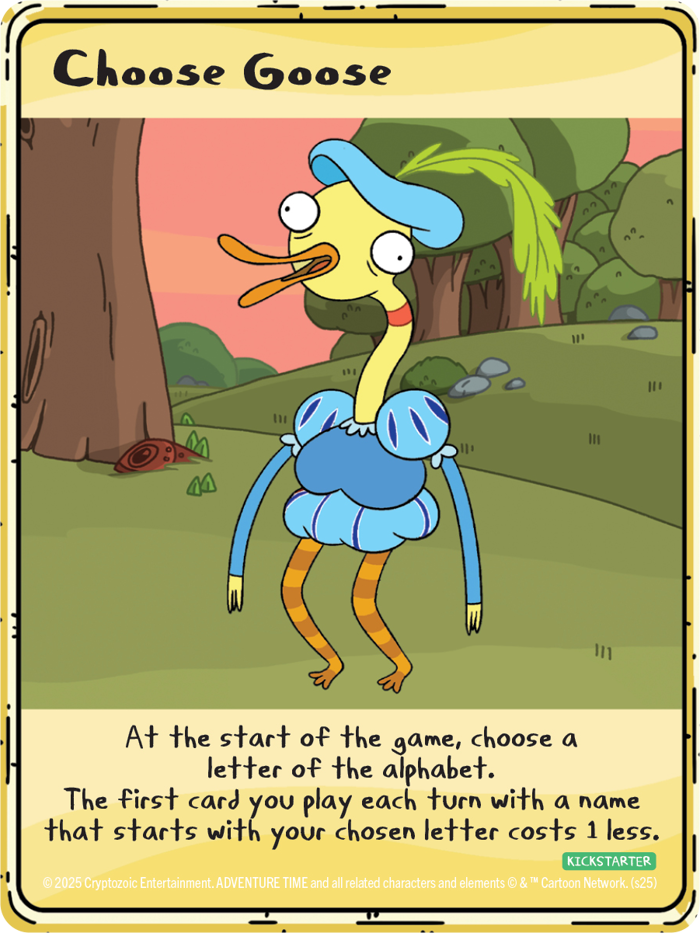 Choose Goose
At the start of the game, choose a
letter of the alphabet.
The first card you play each turn with a name
that starts with your chosen letter costs 1 less.
KICKSTARTER
©2025 Cryptozoic Entertainment. ADVENTURE TIME and all related characters and elements © & ™ Cartoon Network. (s25)